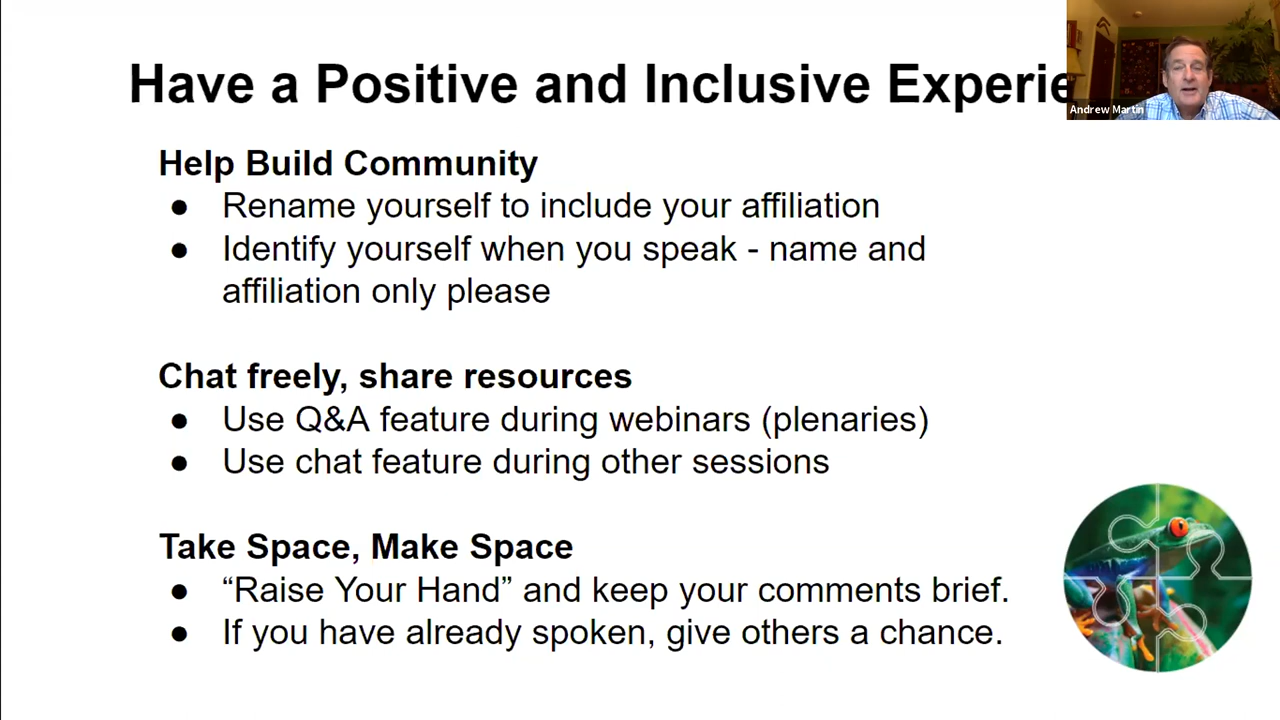 Have a Positive and Inclusive Experie
Andrew Martin
Help Build Community
● Rename yourself to include your affiliation
● Identify yourself when you speak - name and
affiliation only please
Chat freely, share resources
● Use Q&A feature during webinars (plenaries)
● Use chat feature during other sessions
Take Space, Make Space
● “Raise Your Hand” and keep your comments brief.
● If you have already spoken, give others a chance.